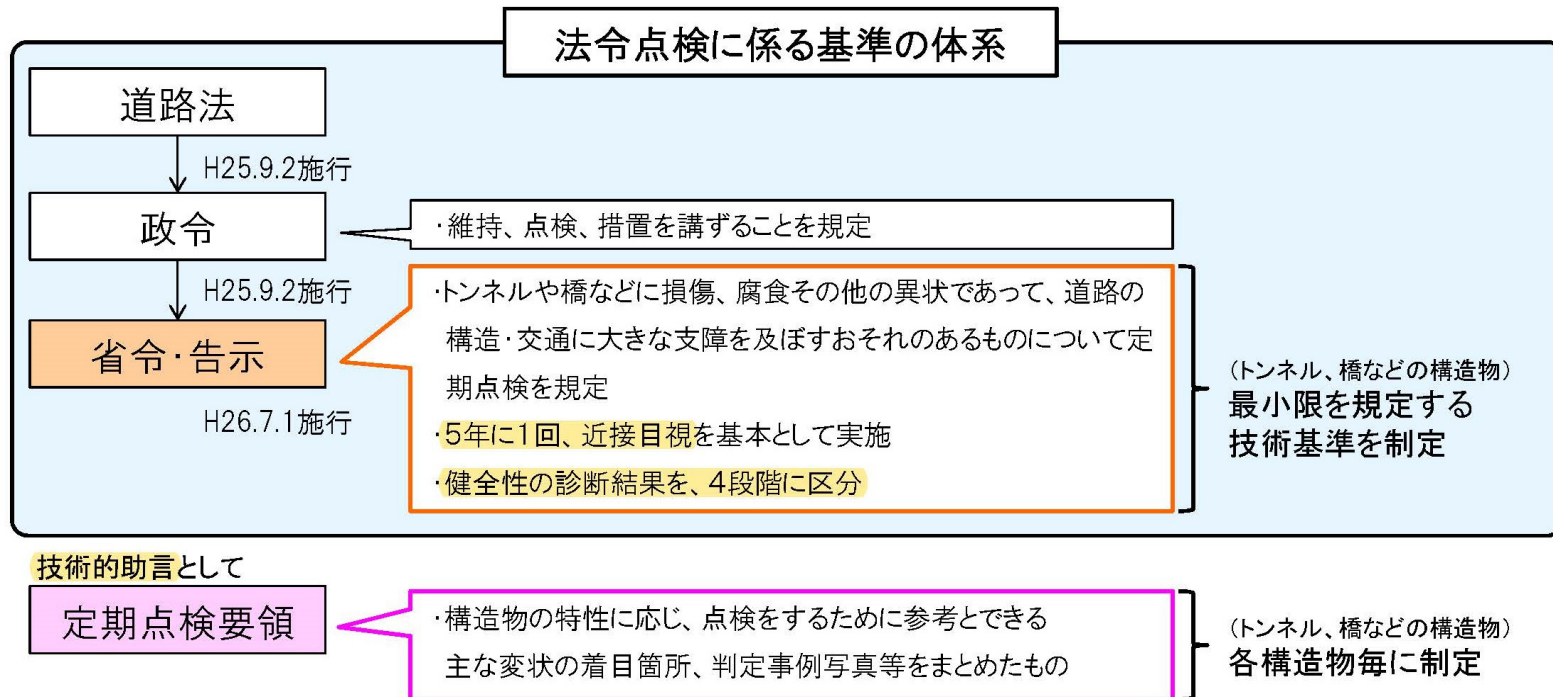 法令点検に係る基準の体系
道路法
H25.9.2施行
政令
・維持、点検、措置を講ずることを規定
H25.9.2施行
省令・告示
H26.7.1施行
・トンネルや橋などに損傷、腐食その他の異状であって、道路の
構造・交通に大きな支障を及ぼすおそれのあるものについて定
期点検を規定
・5年に1回、近接目視を基本として実施
・健全性の診断結果を、4段階に区分
(トンネル、橋などの構造物)
最小限を規定する
技術基準を制定
技術的助言として
定期点検要領
・構造物の特性に応じ、点検をするために参考とできる
主な変状の着目箇所、判定事例写真等をまとめたもの
(トンネル、橋などの構造物)
各構造物毎に制定